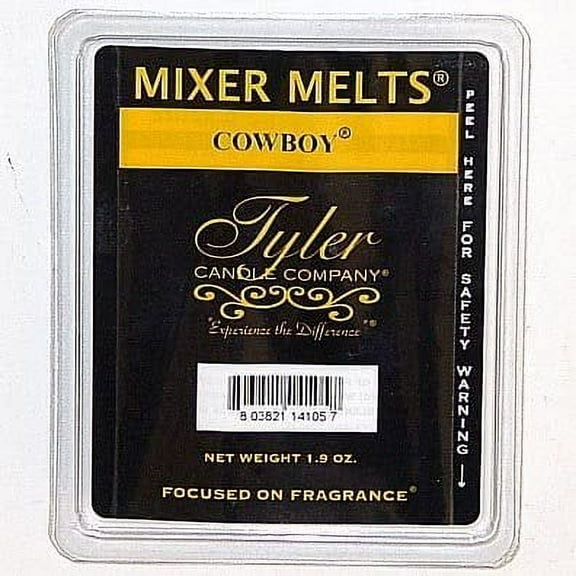 MIXER MELTS®
COWBOY®
Tyler
CANDLE COMPANY®
"Experience the Difference"®
8 03821 14105 7
NET WEIGHT 1.9 OZ.
FOCUSED ON FRAGRANCE®
PEEL HERE FOR SAFETY WARNING →